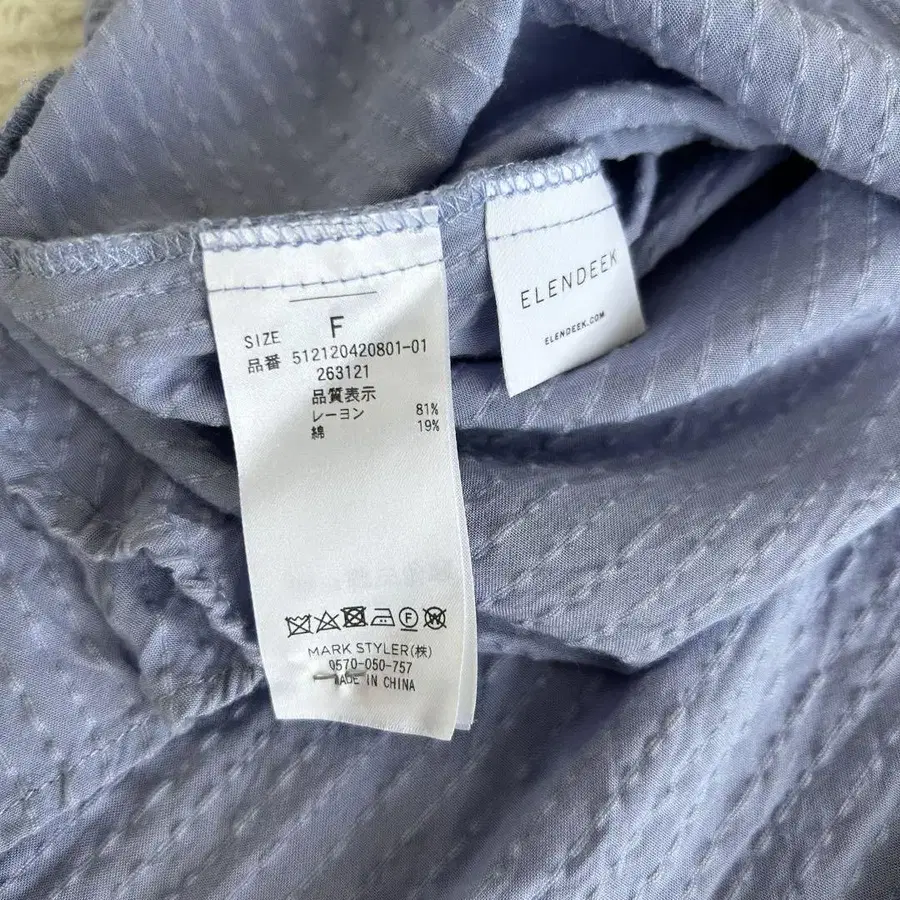 SIZE F
品番 512120420801-01
263121
品質表示
レーヨン 81%
綿 19%
F W
MARK STYLER(株)
0570-050-757
MADE IN CHINA
ELENDEEK
ELENDEEK.COM